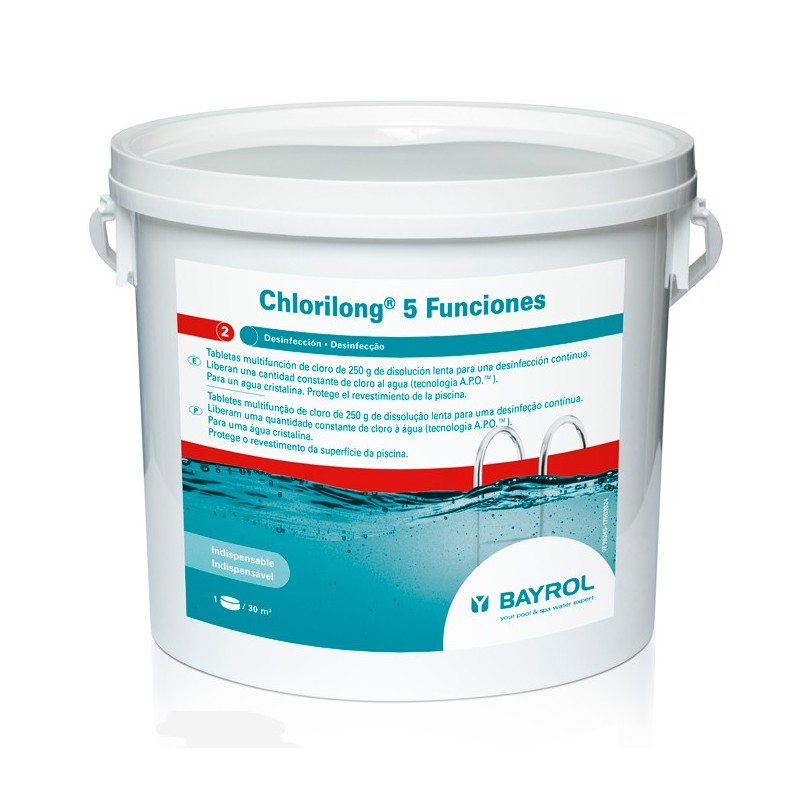 Chlorilong® 5 Funciones
2 Desinfección • Desinfecção
E Tabletas multifunción de cloro de 250 g de disolución lenta para una desinfección continua.
Liberan una cantidad constante de cloro al agua (tecnología A.P.O.™).
Para un agua cristalina. Protege el revestimiento de la piscina.
P Tabletes multifunção de cloro de 250 g de dissolução lenta para uma desinfeção contínua.
Liberam uma quantidade constante de cloro à água (tecnologia A.P.O.™).
Para uma água cristalina.
Protege o revestimento da superfície da piscina.
Indispensable
Indispensável
1 / 30 m³
BAYROL
your pool & spa water expert